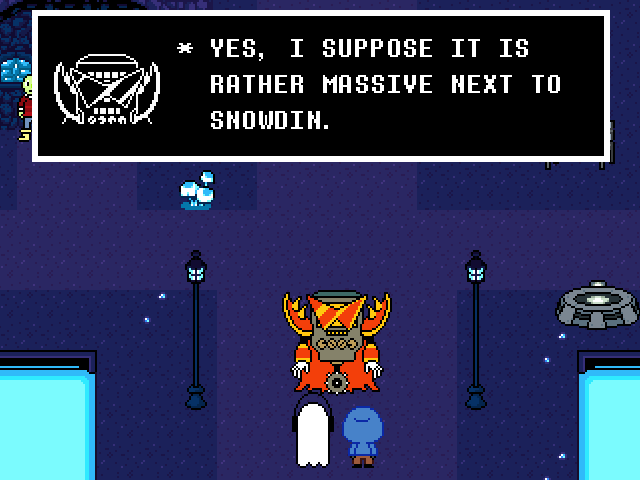 * YES, I SUPPOSE IT IS
RATHER MASSIVE NEXT TO
SNOWDIN.